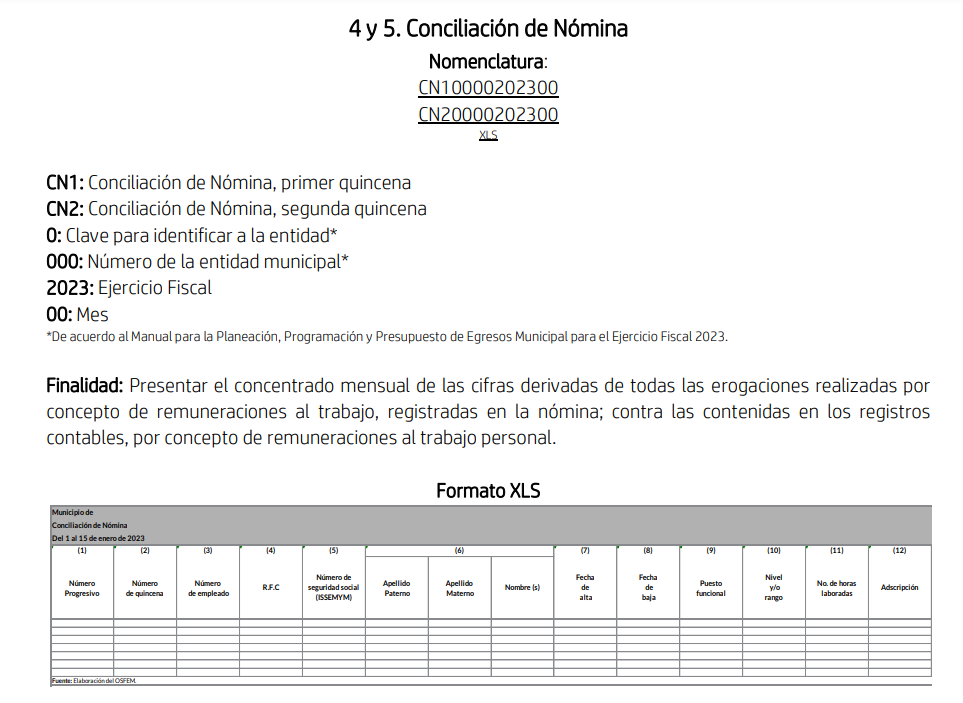 4 y 5. Conciliación de Nómina
Nomenclatura:
CN10000202300
CN20000202300
XLS
CN1: Conciliación de Nómina, primer quincena
CN2: Conciliación de Nómina, segunda quincena
0: Clave para identificar a la entidad*
000: Número de la entidad municipal*
2023: Ejercicio Fiscal
00: Mes
*De acuerdo al Manual para la Planeación, Programación y Presupuesto de Egresos Municipal para el Ejercicio Fiscal 2023.
Finalidad: Presentar el concentrado mensual de las cifras derivadas de todas las erogaciones realizadas por
concepto de remuneraciones al trabajo, registradas en la nómina; contra las contenidas en los registros
contables, por concepto de remuneraciones al trabajo personal.
Formato XLS
Municipio de
Conciliación de Nómina
Del 1 al 15 de enero de 2023
(1) (2) (3) (4) (5) (6) (7) (8) (9) (10) (11) (12)
Número
Progresivo
Número
de quincena
Número
de empleado
R.F.C
Número de
seguridad social
(ISSEMYM)
Apellido
Paterno
Apellido
Materno
Nombre (s)
Fecha
de
alta
Fecha
de
baja
Puesto
funcional
Nivel
y/o
rango
No. de horas
laboradas
Adscripción
Fuente: Elaboración del OSFEM.